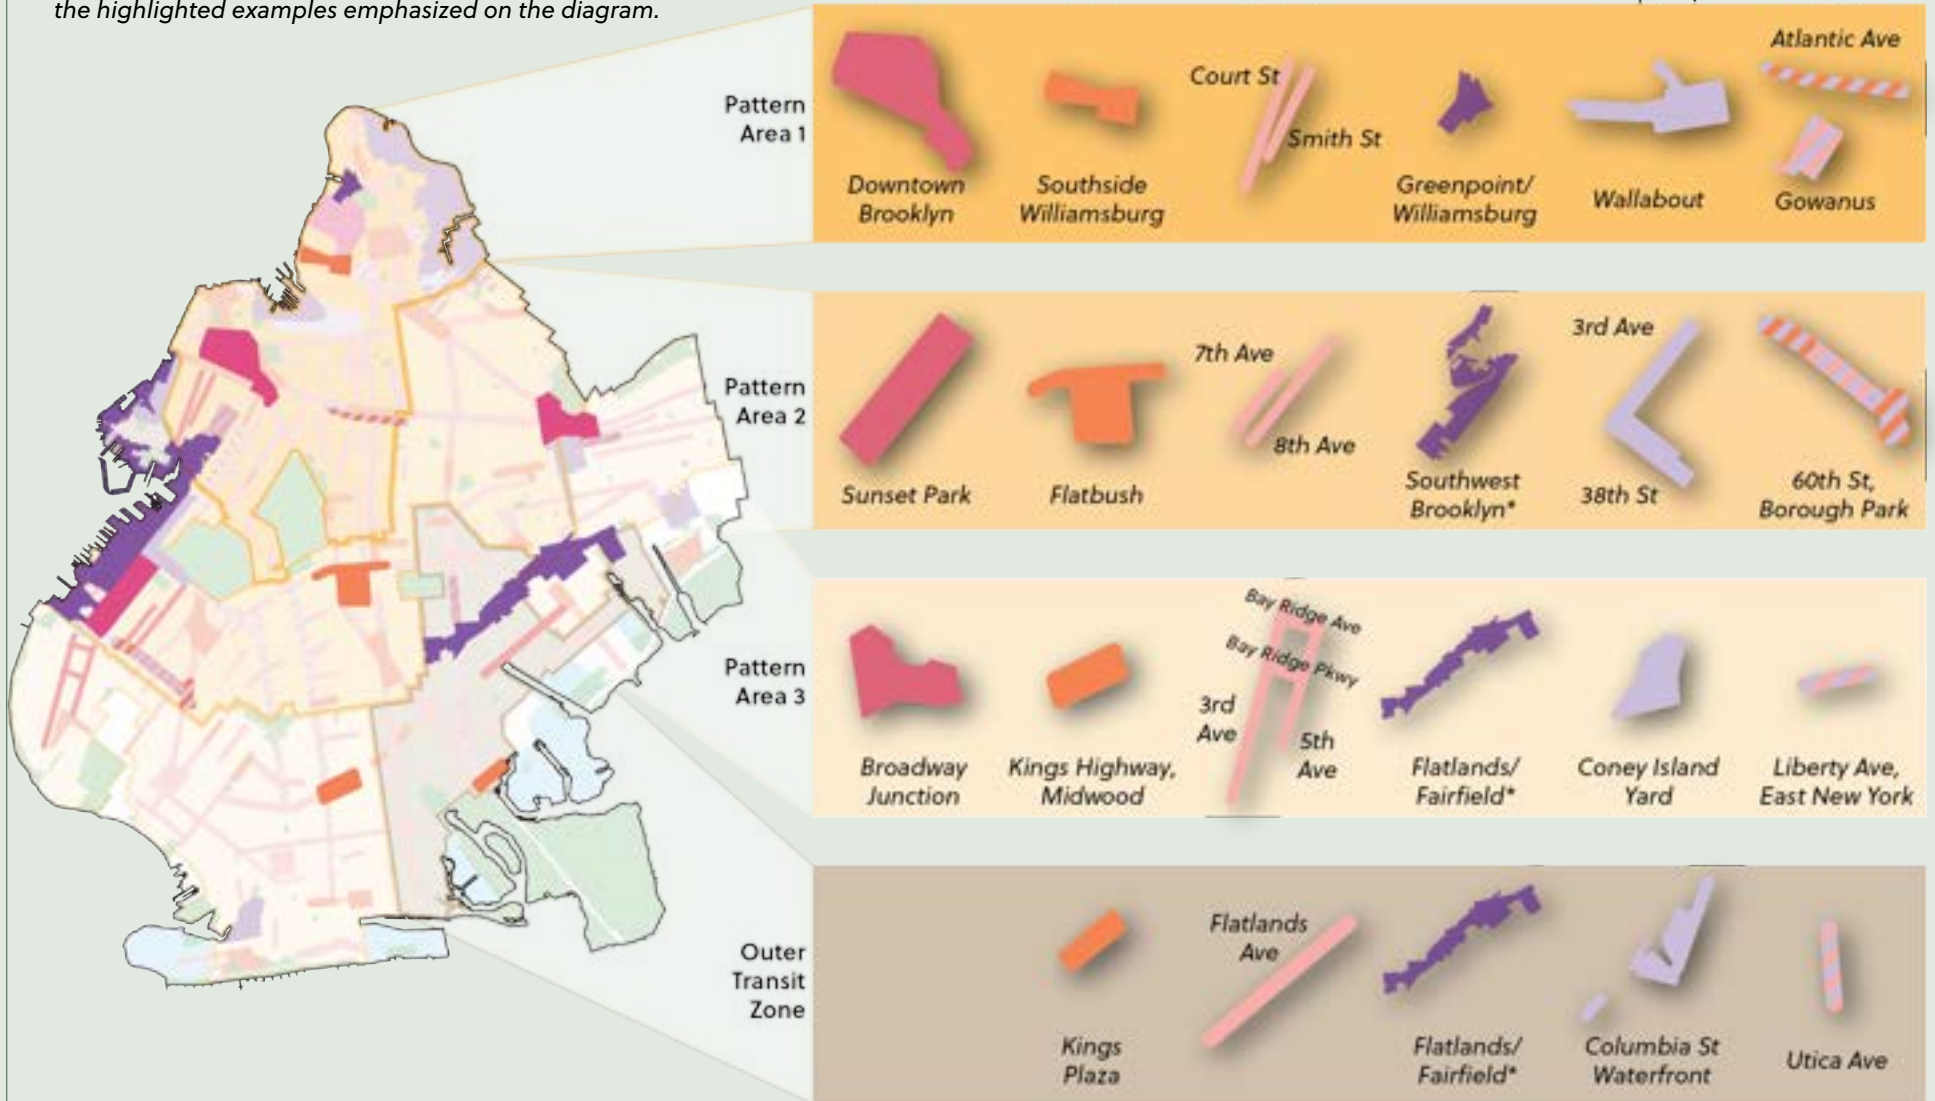 the highlighted examples emphasized on the diagram.
Pattern
Area 1
Downtown
Brooklyn
Southside
Williamsburg
Court St
Smith St
Greenpoint/
Williamsburg
Wallabout
Atlantic Ave
Gowanus
Pattern
Area 2
Sunset Park
Flatbush
7th Ave
8th Ave
Southwest
Brooklyn*
3rd Ave
38th St
60th St,
Borough Park
Pattern
Area 3
Broadway
Junction
Kings Highway,
Midwood
Bay Ridge Ave
Bay Ridge Pkwy
3rd
Ave
5th
Ave
Flatlands/
Fairfield*
Coney Island
Yard
Liberty Ave,
East New York
Outer
Transit
Zone
Kings
Plaza
Flatlands
Ave
Flatlands/
Fairfield*
Columbia St
Waterfront
Utica Ave